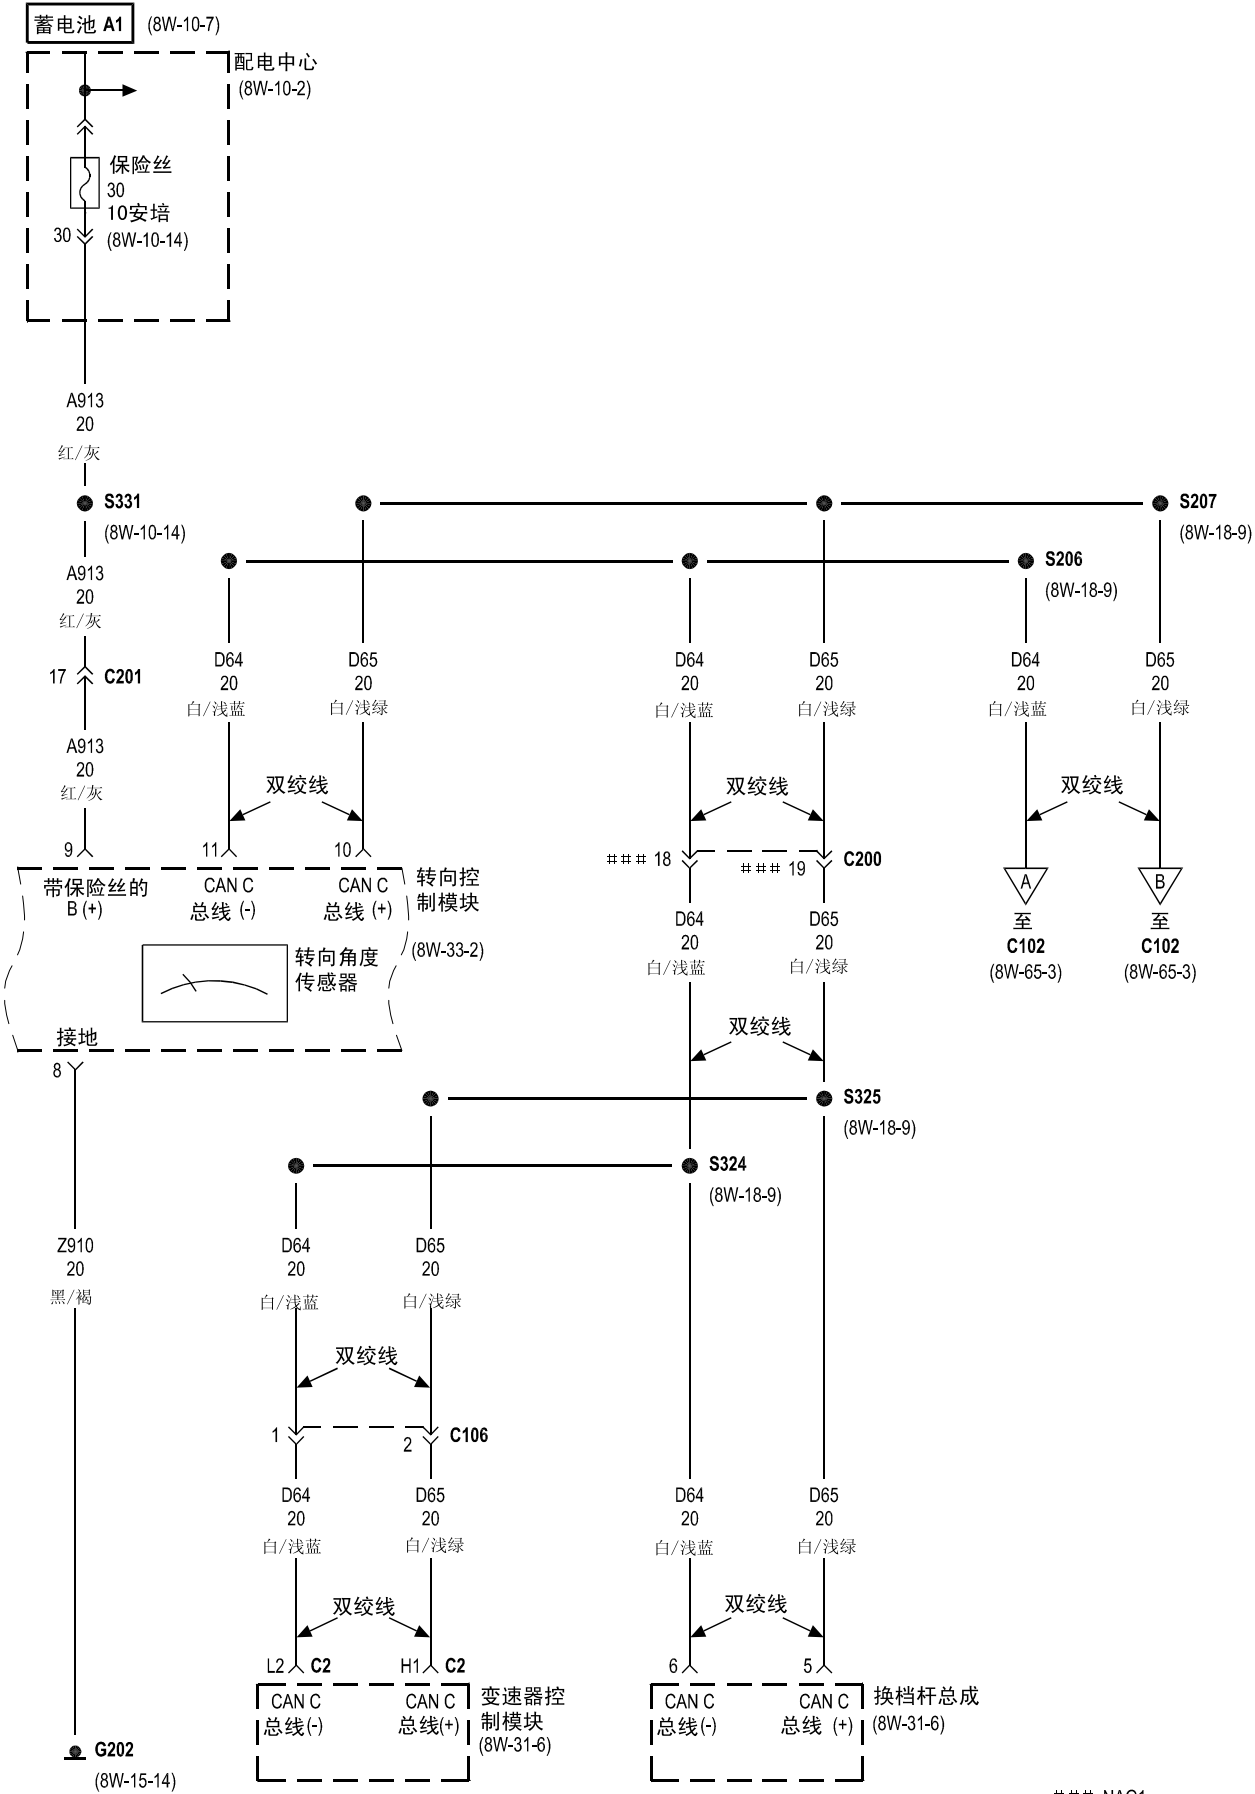 蓄电池 A1 (8W-10-7)
配电中心
(8W-10-2)
保险丝
30
10安培
30 (8W-10-14)
A913
20
红/灰
S331
(8W-10-14)
S207
(8W-18-9)
S206
(8W-18-9)
A913
20
红/灰
17 C201
D64
20
白/浅蓝
D65
20
白/浅绿
D64
20
白/浅蓝
D65
20
白/浅绿
D64
20
白/浅蓝
D65
20
白/浅绿
A913
20
红/灰
双绞线
双绞线
双绞线
9
11
10
### 18
### 19
C200
带保险丝的
B (+)
CAN C
总线 (-)
CAN C
总线 (+)
转向控
制模块
(8W-33-2)
转向角度
传感器
A
至
C102
(8W-65-3)
B
至
C102
(8W-65-3)
D64
20
白/浅蓝
D65
20
白/浅绿
双绞线
接地
8
S325
(8W-18-9)
S324
(8W-18-9)
Z910
20
黑/褐
D64
20
白/浅蓝
D65
20
白/浅绿
双绞线
1
2
C106
D64
20
白/浅蓝
D65
20
白/浅绿
D64
20
白/浅蓝
D65
20
白/浅绿
双绞线
双绞线
L2 C2
H1 C2
6
5
CAN C
总线 (-)
CAN C
总线 (+)
变速器控
制模块
(8W-31-6)
CAN C
总线 (-)
CAN C
总线 (+)
换档杆总成
(8W-31-6)
G202
(8W-15-14)
### NAG1